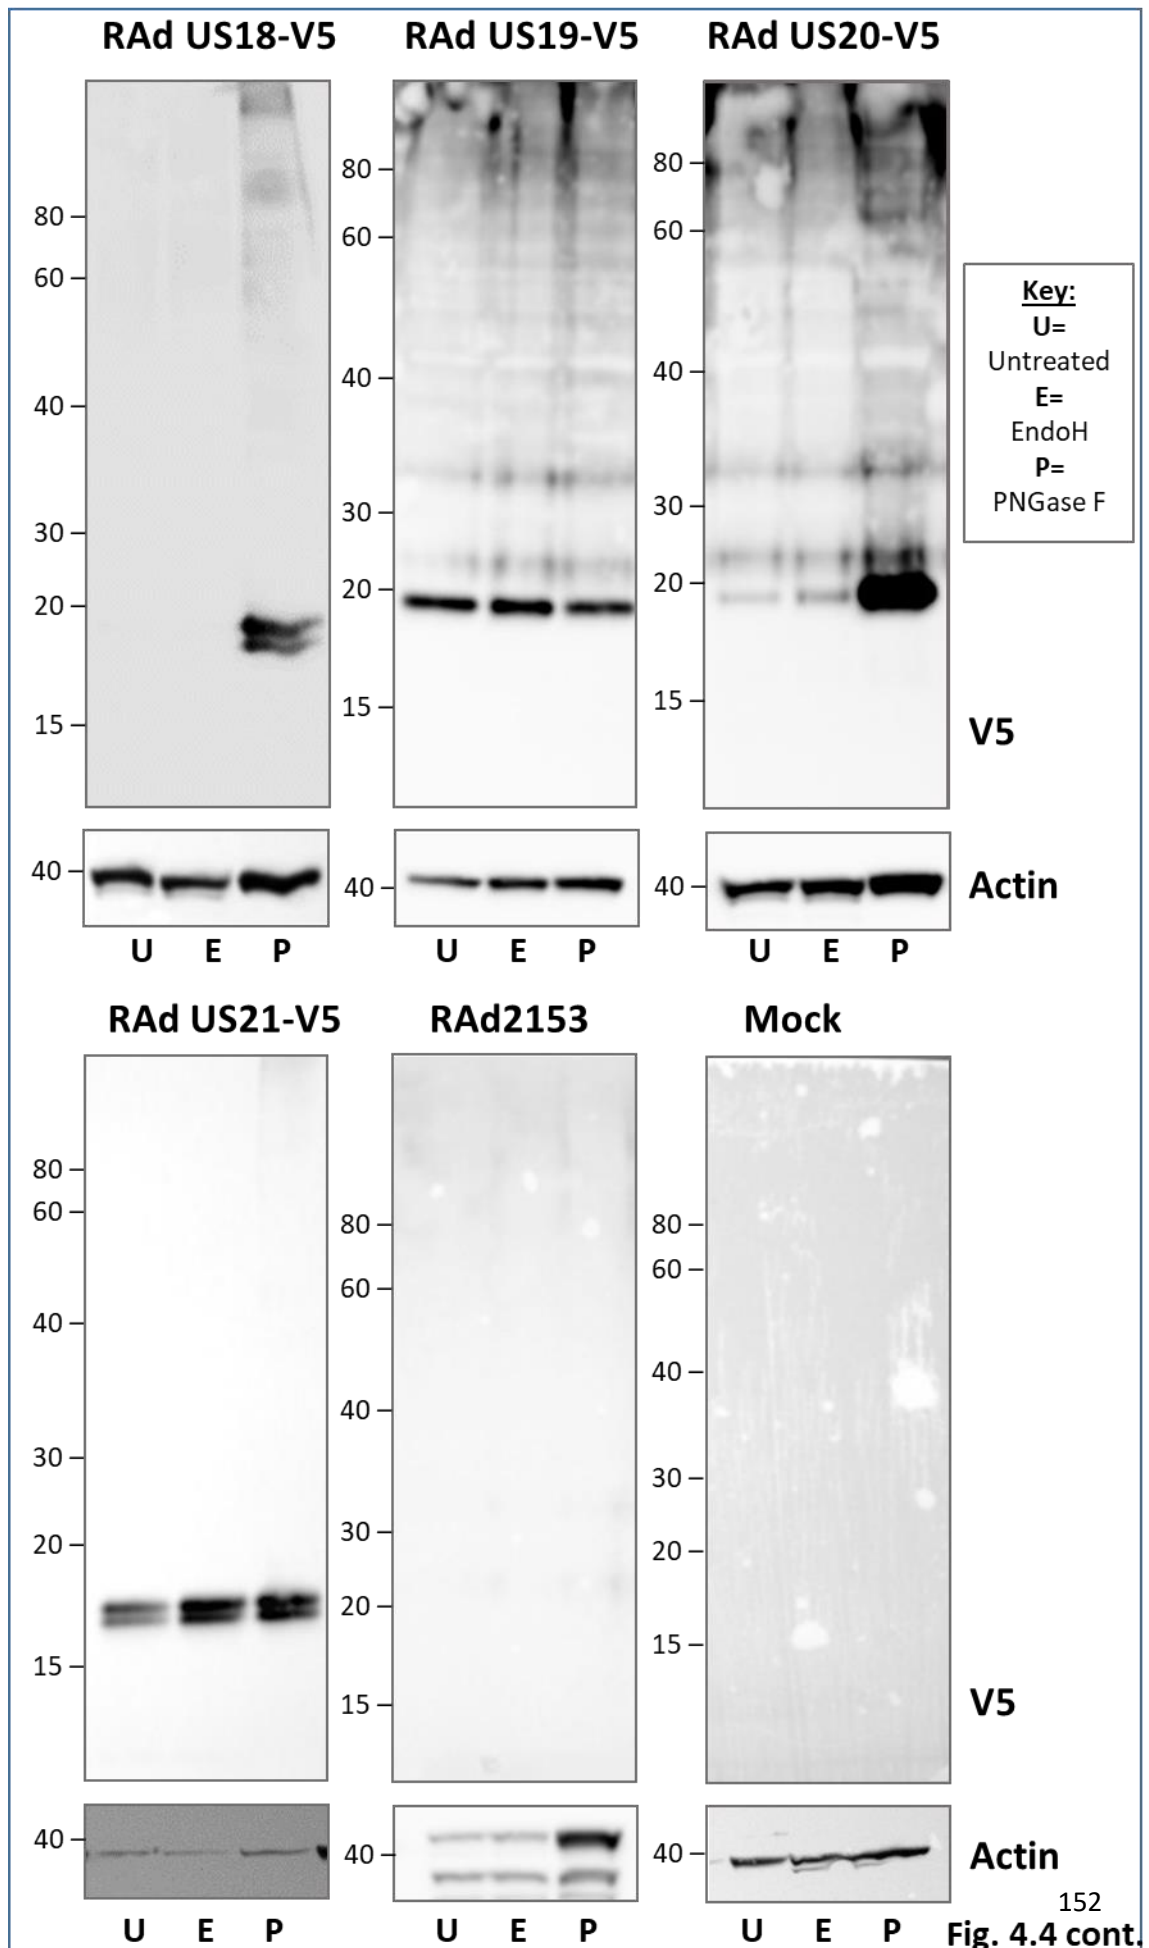 RAd US18-V5 RAd US19-V5 RAd US20-V5
80
60
40
30
20
15
80
60
40
30
20
15
80
60
40
30
20
15
Key:
U=
Untreated
E=
EndoH
P=
PNGase F
V5
40
40
40
Actin
U E P
U E P
U E P
RAd US21-V5 RAd2153 Mock
80
60
40
30
20
15
80
60
40
30
20
15
80
60
40
30
20
15
V5
40
40
40
Actin
152
U E P
U E P
U E P
Fig. 4.4 cont.